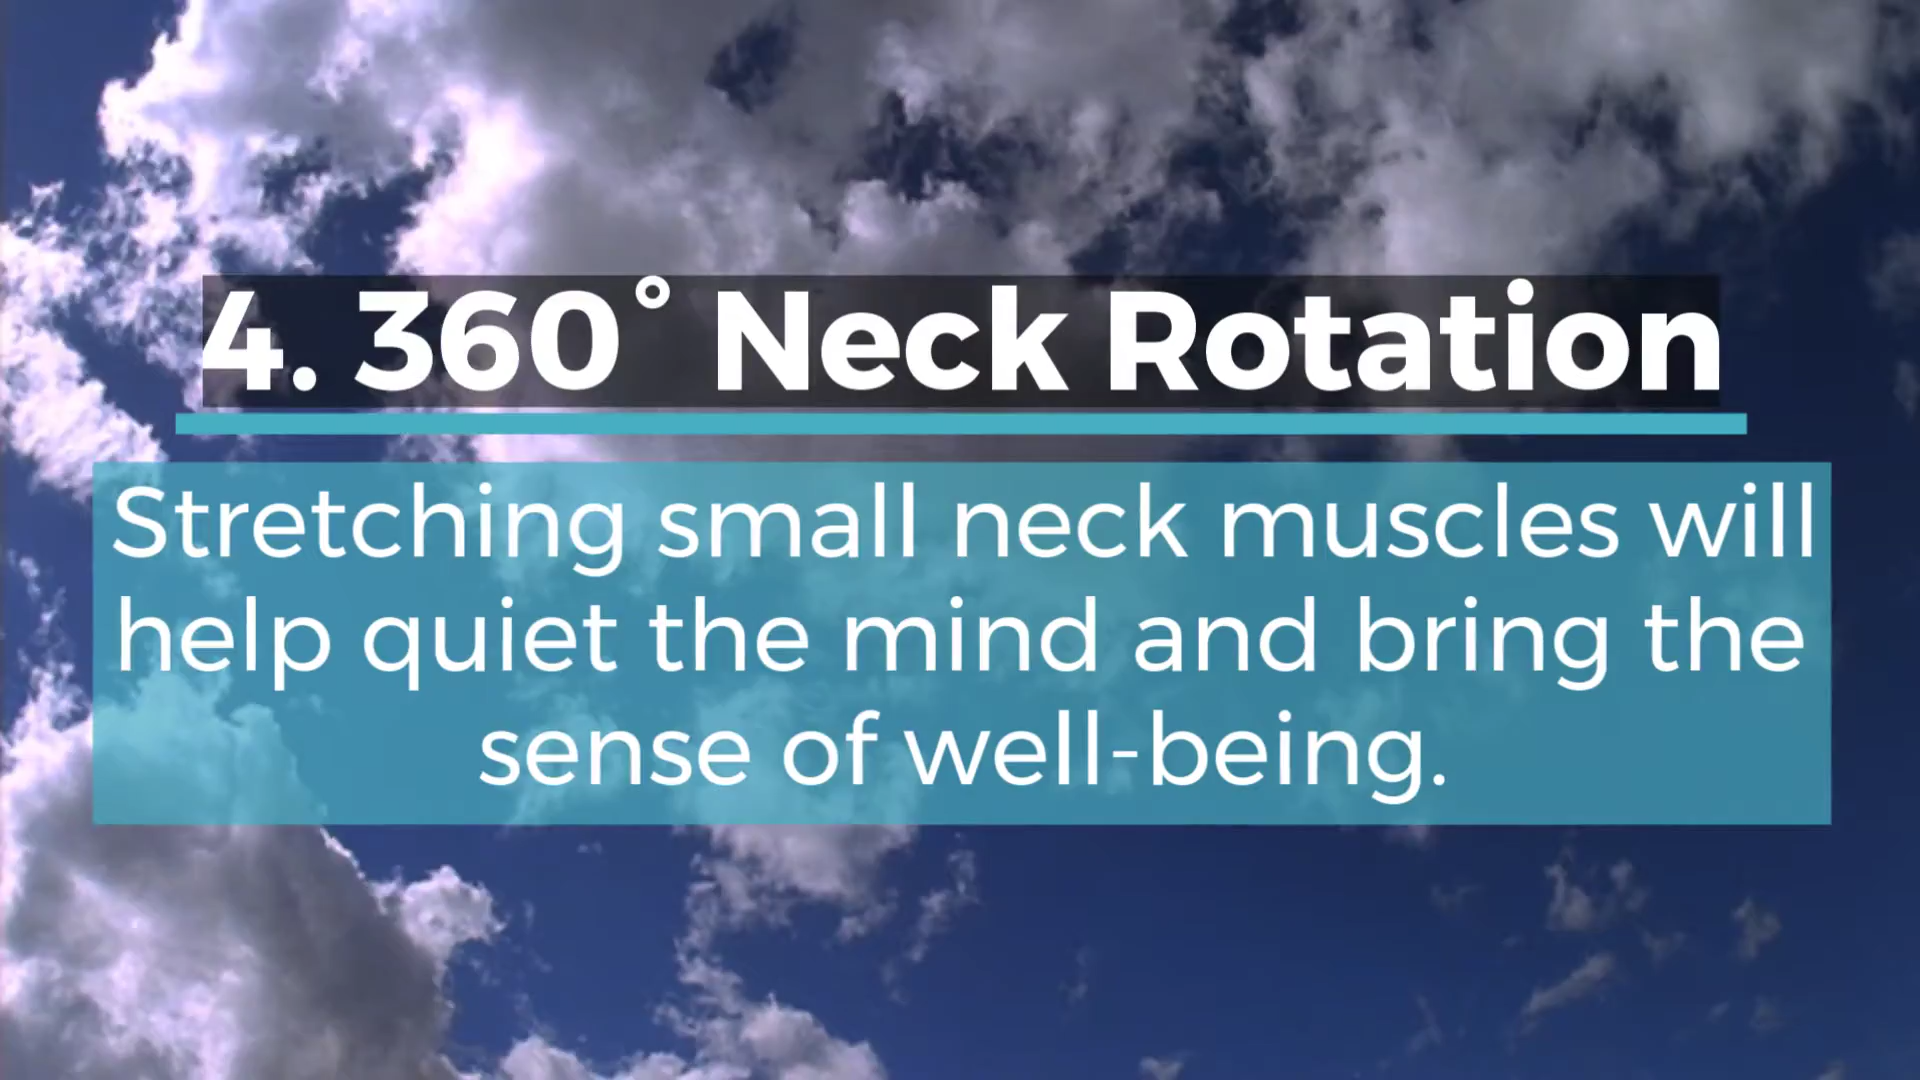 4. 360° Neck Rotation
Stretching small neck muscles will
help quiet the mind and bring the
sense of well-being.